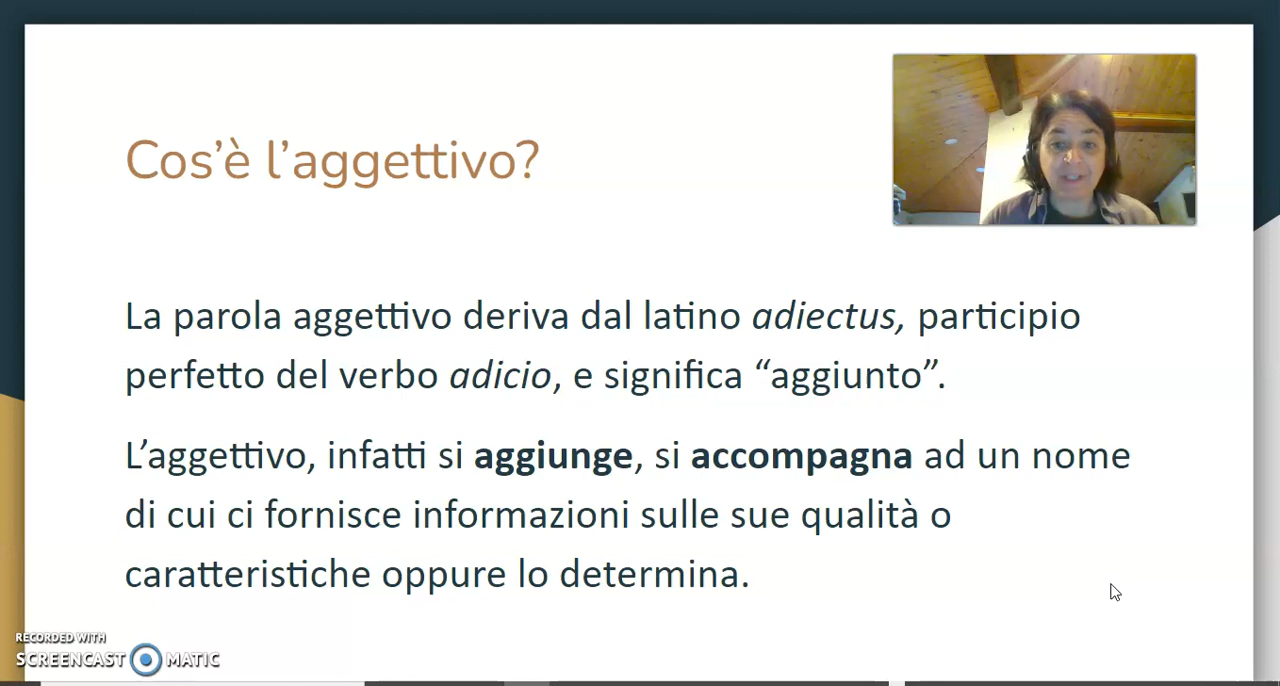 Cos’è l’aggettivo?
La parola aggettivo deriva dal latino adiectus, participio
perfetto del verbo adicio, e significa “aggiunto”.
L’aggettivo, infatti si aggiunge, si accompagna ad un nome
di cui ci fornisce informazioni sulle sue qualità o
caratteristiche oppure lo determina.
RECORDED WITH
SCREENCAST MATIC